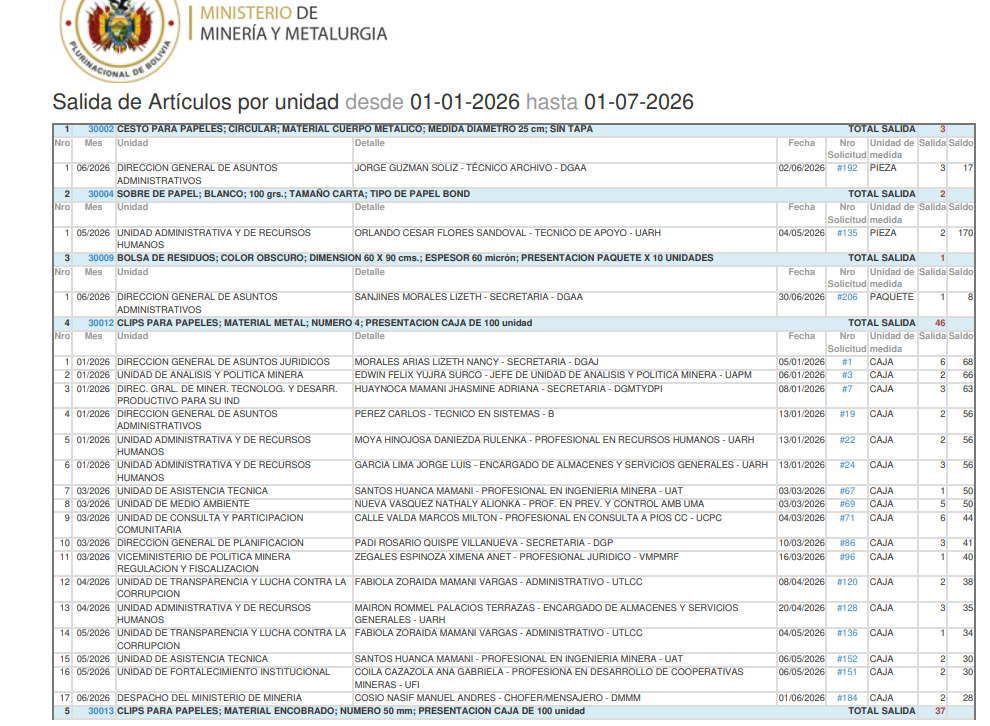 PLURINACIONAL DE BOLIVIA
MINISTERIO DE
MINERÍA Y METALURGIA
Salida de Artículos por unidad desde 01-01-2026 hasta 01-07-2026
1 30002 CESTO PARA PAPELES; CIRCULAR; MATERIAL CUERPO METALICO; MEDIDA DIAMETRO 25 cm; SIN TAPA TOTAL SALIDA 3
Nro Mes Unidad Detalle Fecha Nro Unidad de Salida Saldo
Solicitud medida
1 06/2026 DIRECCION GENERAL DE ASUNTOS JORGE GUZMAN SOLIZ - TÉCNICO ARCHIVO - DGAA 02/06/2026 #192 PIEZA 3 17
ADMINISTRATIVOS
2 30004 SOBRE DE PAPEL; BLANCO; 100 grs.; TAMAÑO CARTA; TIPO DE PAPEL BOND TOTAL SALIDA 2
Nro Mes Unidad Detalle Fecha Nro Unidad de Salida Saldo
Solicitud medida
1 05/2026 UNIDAD ADMINISTRATIVA Y DE RECURSOS ORLANDO CESAR FLORES SANDOVAL - TECNICO DE APOYO - UARH 04/05/2026 #135 PIEZA 2 170
HUMANOS
3 30009 BOLSA DE RESIDUOS; COLOR OBSCURO; DIMENSION 60 X 90 cms.; ESPESOR 60 micrón; PRESENTACION PAQUETE X 10 UNIDADES TOTAL SALIDA 1
Nro Mes Unidad Detalle Fecha Nro Unidad de Salida Saldo
Solicitud medida
1 06/2026 DIRECCION GENERAL DE ASUNTOS SANJINES MORALES LIZETH - SECRETARIA - DGAA 30/06/2026 #206 PAQUETE 1 8
ADMINISTRATIVOS
4 30012 CLIPS PARA PAPELES; MATERIAL METAL; NUMERO 4; PRESENTACION CAJA DE 100 unidad TOTAL SALIDA 46
Nro Mes Unidad Detalle Fecha Nro Unidad de Salida Saldo
Solicitud medida
1 01/2026 DIRECCION GENERAL DE ASUNTOS JURIDICOS MORALES ARIAS LIZETH NANCY - SECRETARIA - DGAJ 05/01/2026 #1 CAJA 6 68
2 01/2026 UNIDAD DE ANALISIS Y POLITICA MINERA EDWIN FELIX YUJRA SURCO - JEFE DE UNIDAD DE ANALISIS Y POLITICA MINERA - UAPM 06/01/2026 #3 CAJA 2 66
3 01/2026 DIREC. GRAL. DE MINER. TECNOLOG. Y DESARR. HUAYNOCA MAMANI JHASMINE ADRIANA - SECRETARIA - DGMTYDPI 08/01/2026 #7 CAJA 3 63
PRODUCTIVO PARA SU IND
4 01/2026 DIRECCION GENERAL DE ASUNTOS PEREZ CARLOS - TECNICO EN SISTEMAS - B 13/01/2026 #19 CAJA 2 56
ADMINISTRATIVOS
5 01/2026 UNIDAD ADMINISTRATIVA Y DE RECURSOS MOYA HINOJOSA DANIEZDA RULENKA - PROFESIONAL EN RECURSOS HUMANOS - UARH 13/01/2026 #22 CAJA 2 56
HUMANOS
6 01/2026 UNIDAD ADMINISTRATIVA Y DE RECURSOS GARCIA LIMA JORGE LUIS - ENCARGADO DE ALMACENES Y SERVICIOS GENERALES - UARH 13/01/2026 #24 CAJA 3 56
HUMANOS
7 03/2026 UNIDAD DE ASISTENCIA TECNICA SANTOS HUANCA MAMANI - PROFESIONAL EN INGENIERIA MINERA - UAT 03/03/2026 #67 CAJA 1 50
8 03/2026 UNIDAD DE MEDIO AMBIENTE NUEVA VASQUEZ NATHALY ALIONKA - PROF. EN PREV. Y CONTROL AMB UMA 03/03/2026 #69 CAJA 5 50
9 03/2026 UNIDAD DE CONSULTA Y PARTICIPACION CALLE VALDA MARCOS MILTON - PROFESIONAL EN CONSULTA A PIOS CC - UCPC 04/03/2026 #71 CAJA 6 44
COMUNITARIA
10 03/2026 DIRECCION GENERAL DE PLANIFICACION PADI ROSARIO QUISPE VILLANUEVA - SECRETARIA - DGP 10/03/2026 #86 CAJA 3 41
11 03/2026 VICEMINISTERIO DE POLITICA MINERA ZEGALES ESPINOZA XIMENA ANET - PROFESIONAL JURIDICO - VMPMRF 16/03/2026 #96 CAJA 1 40
REGULACION Y FISCALIZACION
12 04/2026 UNIDAD DE TRANSPARENCIA Y LUCHA CONTRA LA FABIOLA ZORAIDA MAMANI VARGAS - ADMINISTRATIVO - UTLCC 08/04/2026 #120 CAJA 2 38
CORRUPCION
13 04/2026 UNIDAD ADMINISTRATIVA Y DE RECURSOS MAIRON ROMMEL PALACIOS TERRAZAS - ENCARGADO DE ALMACENES Y SERVICIOS 20/04/2026 #128 CAJA 3 35
HUMANOS GENERALES - UARH
14 05/2026 UNIDAD DE TRANSPARENCIA Y LUCHA CONTRA LA FABIOLA ZORAIDA MAMANI VARGAS - ADMINISTRATIVO - UTLCC 04/05/2026 #136 CAJA 1 34
CORRUPCION
15 05/2026 UNIDAD DE ASISTENCIA TECNICA SANTOS HUANCA MAMANI - PROFESIONAL EN INGENIERIA MINERA - UAT 06/05/2026 #152 CAJA 2 30
16 05/2026 UNIDAD DE FORTALECIMIENTO INSTITUCIONAL COILA CAZAZOLA ANA GABRIELA - PROFESIONA EN DESARROLLO DE COOPERATIVAS 06/05/2026 #151 CAJA 2 30
MINERAS - UFI
17 06/2026 DESPACHO DEL MINISTERIO DE MINERIA COSIO NASIF MANUEL ANDRES - CHOFER/MENSAJERO - DMMM 01/06/2026 #184 CAJA 2 28
5 30013 CLIPS PARA PAPELES; MATERIAL ENCOBRADO; NUMERO 50 mm; PRESENTACION CAJA DE 100 unidad TOTAL SALIDA 37